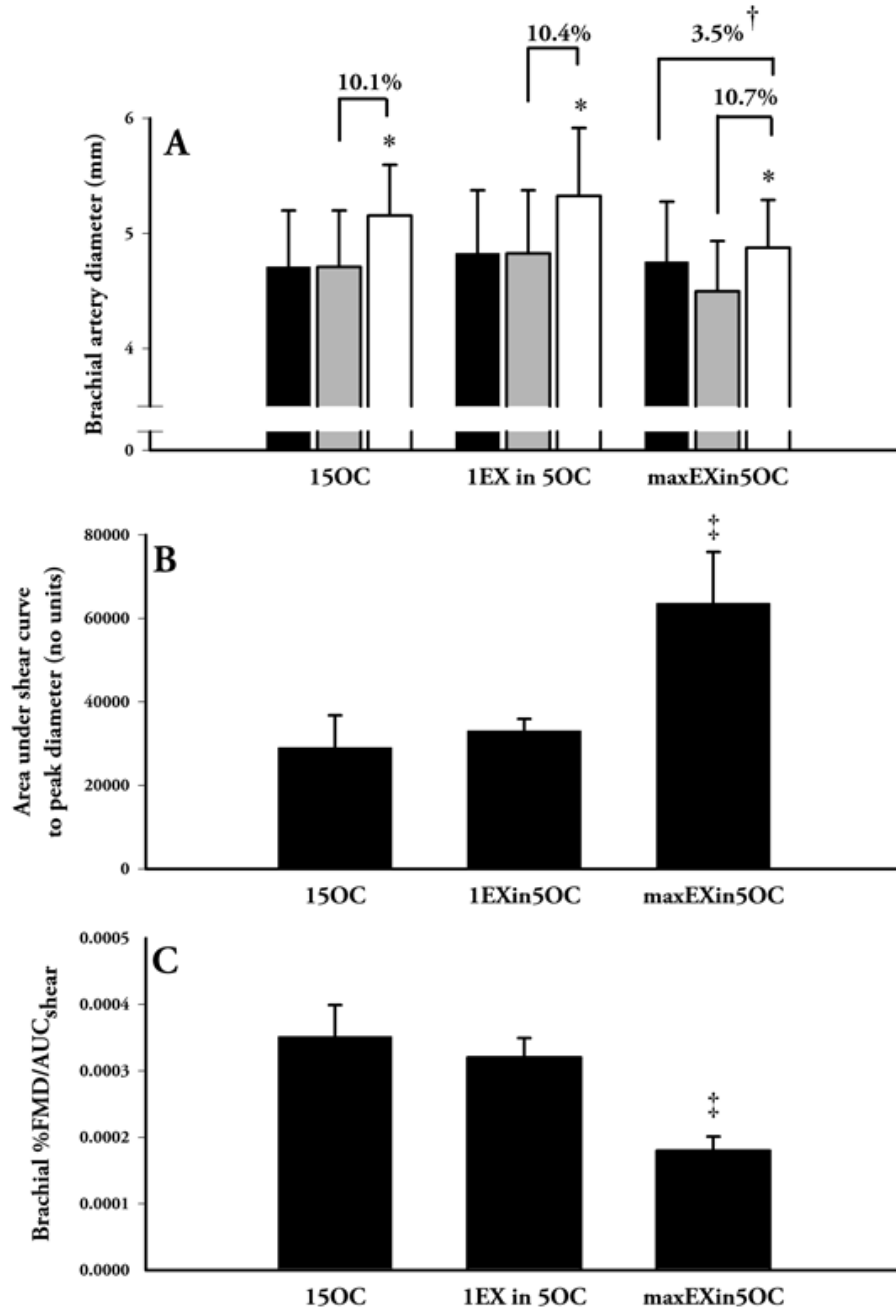 3.5%†
10.4%
10.1%
10.7%
*
*
*
A
6
5
4
0
Brachial artery diameter (mm)
15OC
1EX in 5OC
maxEXin5OC
‡
B
80000
60000
40000
20000
0
Area under shear curve
to peak diameter (no units)
15OC
1EXin5OC
maxEXin5OC
C
0.0005
0.0004
0.0003
0.0002
0.0001
0.0000
Brachial %FMD/AUCshear
‡
15OC
1EX in 5OC
maxEXin5OC